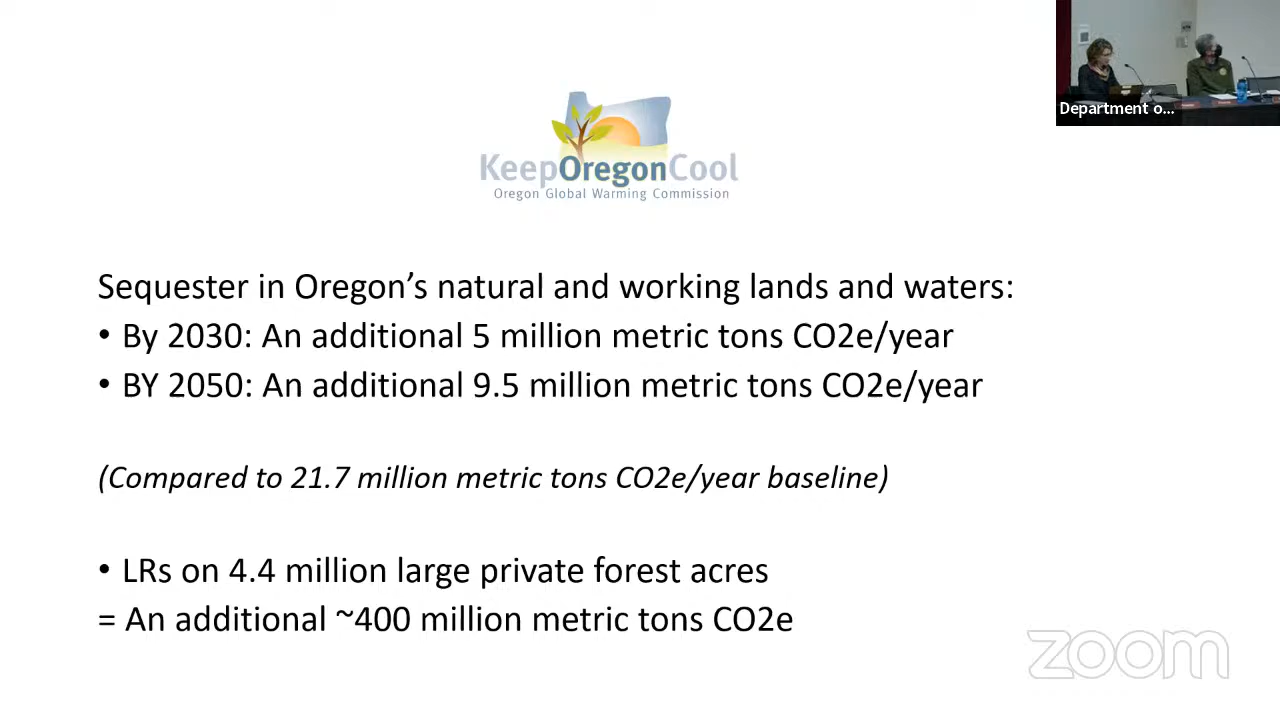 Department o...
KeepOregonCool
Oregon Global Warming Commission
Sequester in Oregon’s natural and working lands and waters:
• By 2030: An additional 5 million metric tons CO2e/year
• BY 2050: An additional 9.5 million metric tons CO2e/year
(Compared to 21.7 million metric tons CO2e/year baseline)
• LRs on 4.4 million large private forest acres
= An additional ~400 million metric tons CO2e
zoom